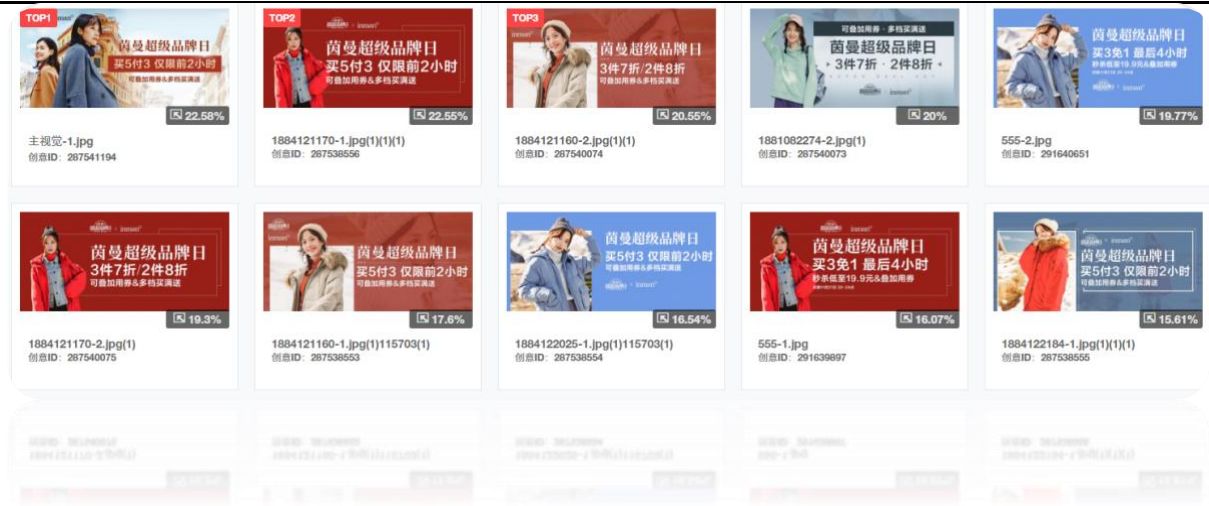 TOP1
茵曼超级品牌日
买5付3 仅限前2小时
可叠加用券&多档买满送
22.58%
主视觉-1.jpg
创意ID：287541194
TOP2
inman
茵曼超级品牌日
买5付3 仅限前2小时
可叠加用券&多档买满送
22.55%
1884121170-1.jpg(1)(1)(1)
创意ID：287538556
TOP3
inman
茵曼超级品牌日
3件7折/2件8折
可叠加用券&多档买满送
20.55%
1884121160-2.jpg(1)(1)
创意ID：287540074
可叠加用券 · 多档买满送
茵曼超级品牌日
3件7折 · 2件8折
inman
20%
1881082274-2.jpg(1)
创意ID：287540073
茵曼超级品牌日
买3免1 最后4小时
秒杀低至19.9元&叠加用券
inman
19.77%
555-2.jpg
创意ID：291640651
inman
茵曼超级品牌日
3件7折/2件8折
可叠加用券&多档买满送
19.3%
1884121170-2.jpg(1)
创意ID：287540075
inman
茵曼超级品牌日
买5付3 仅限前2小时
可叠加用券&多档买满送
17.6%
1884121160-1.jpg(1)115703(1)
创意ID：287538553
茵曼超级品牌日
买5付3 仅限前2小时
可叠加用券&多档买满送
inman
16.54%
1884122025-1.jpg(1)115703(1)
创意ID：287538554
inman
茵曼超级品牌日
买3免1 最后4小时
秒杀低至19.9元&叠加用券
16.07%
555-1.jpg
创意ID：291639897
inman
茵曼超级品牌日
买5付3 仅限前2小时
可叠加用券&多档买满送
15.61%
1884122184-1.jpg(1)(1)(1)
创意ID：287538555